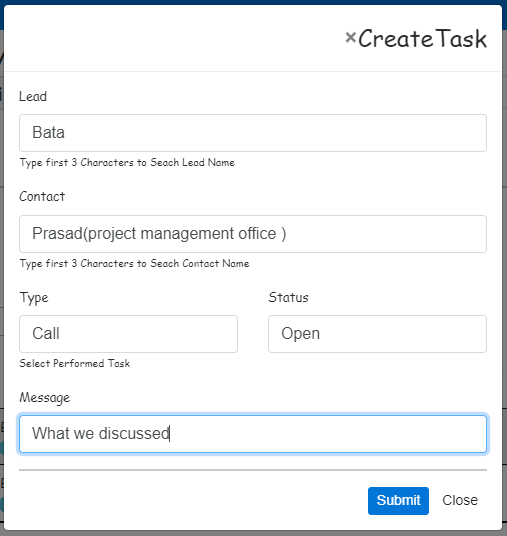 ×CreateTask
Lead
Bata
Type first 3 Characters to Seach Lead Name
Contact
Prasad(project management office )
Type first 3 Characters to Seach Contact Name
Type Status
Call Open
Select Performed Task
Message
What we discussed
Submit Close